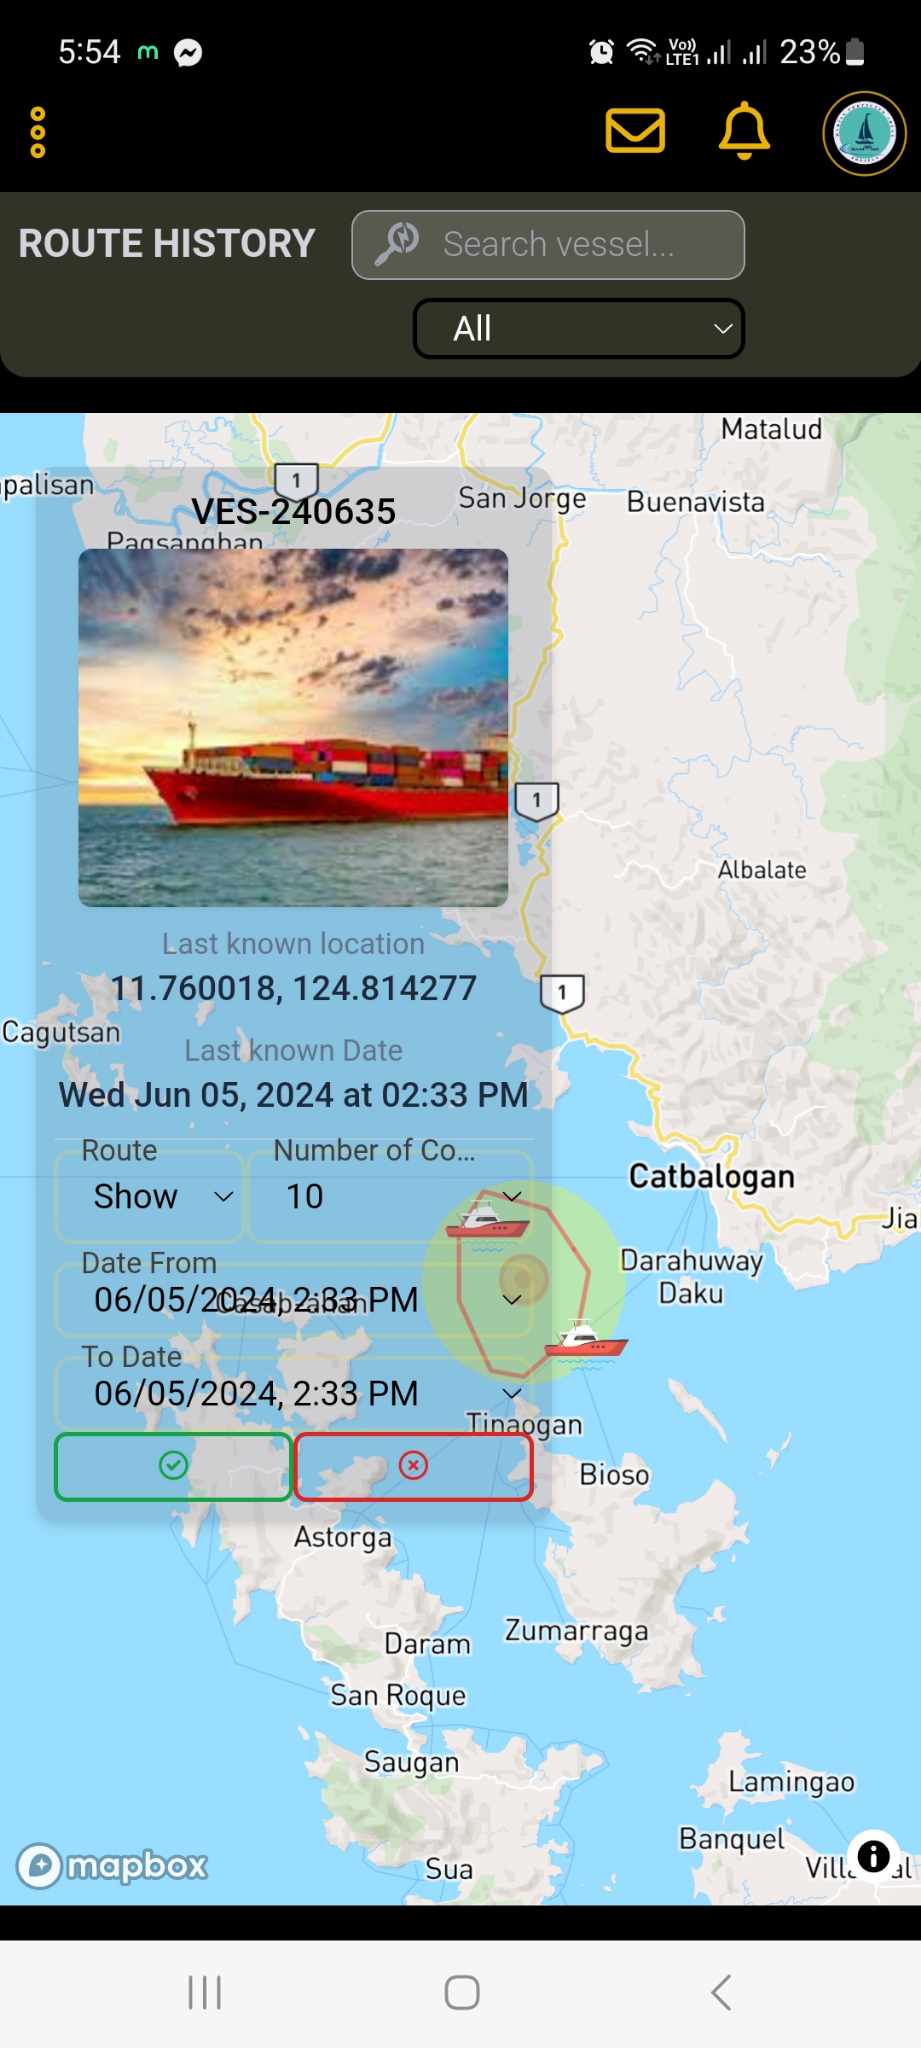 5:54
Vo))
LTE1
23%
ROUTE HISTORY
Search vessel...
All
Matalud
palisan
1
VES-240635
San Jorge
Buenavista
Pagsanghan
1
Albalate
Last known location
11.760018, 124.814277
1
Cagutsan
Last known Date
Wed Jun 05, 2024 at 02:33 PM
Route
Number of Co...
Show
10
Catbalogan
Jia
Date From
Darahuway
Daku
06/05/2024, 2:33 PM
To Date
06/05/2024, 2:33 PM
Tinaogan
Bioso
Astorga
Zumarraga
Daram
San Roque
Saugan
Lamingao
Banquel
mapbox
Sua